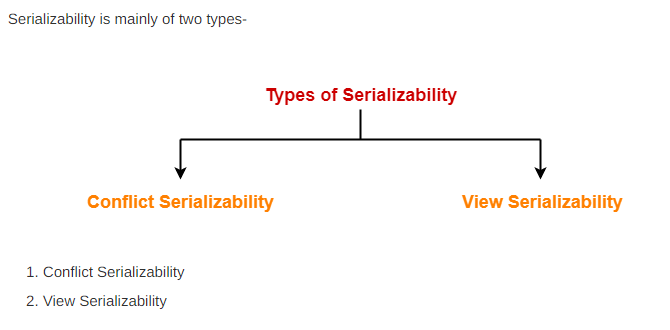 Serializability is mainly of two types-
Types of Serializability
Conflict Serializability
View Serializability
1. Conflict Serializability
2. View Serializability